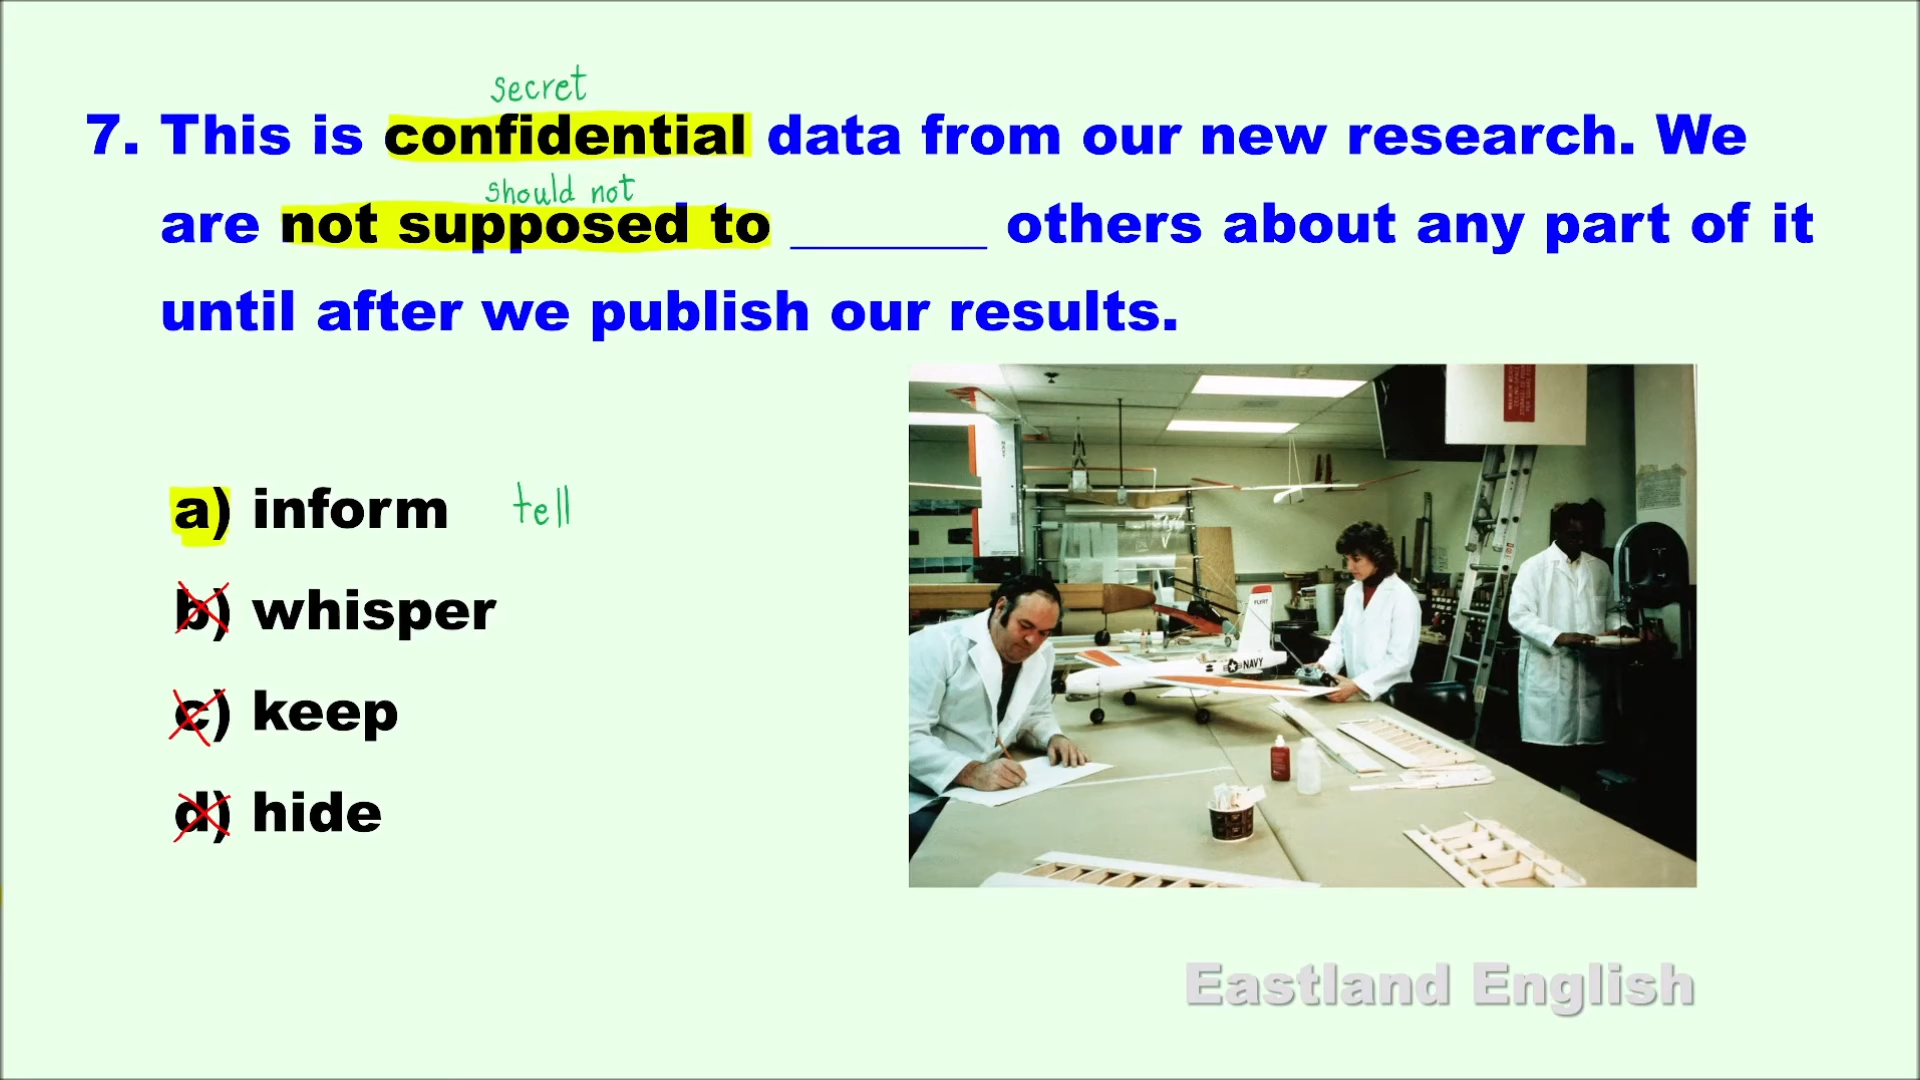 secret
7. This is confidential data from our new research. We
should not
are not supposed to _______ others about any part of it
until after we publish our results.
a) inform tell
b) whisper
c) keep
d) hide
FLYRT
NAVY
Eastland English